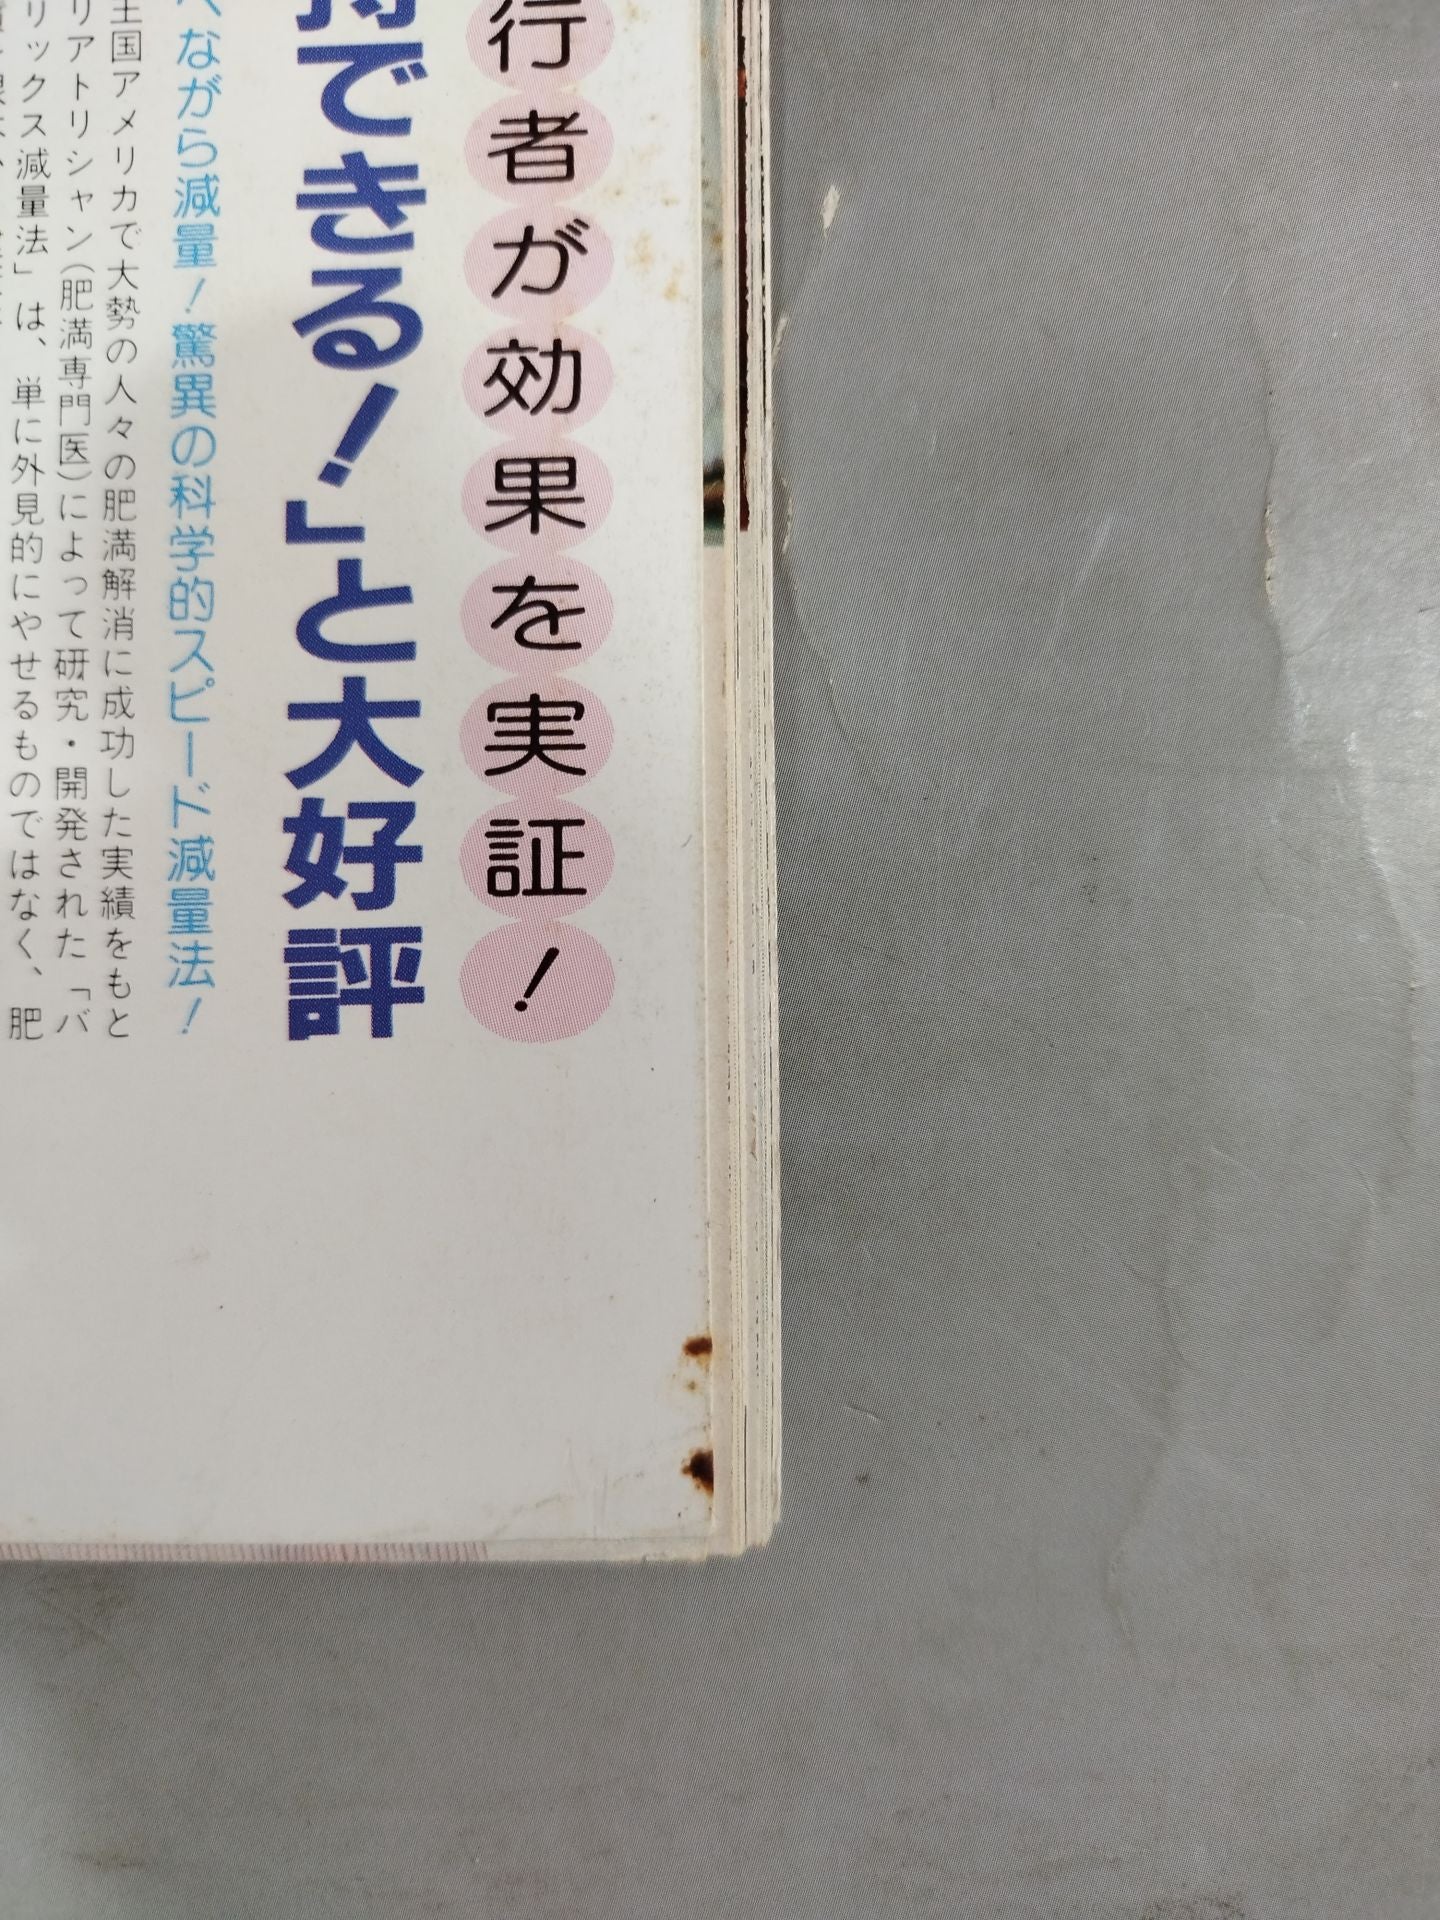 行者が効果を実証!
できる!」と大好評
ながら減量!驚異の科学的スピード減量法!
王国アメリカで大勢の人々の肥満解消に成功した実績をもと
リアトリシャン(肥満専門医)によって研究・開発された「バ
リックス減量法」は、単に外見的にやせるものではなく、肥